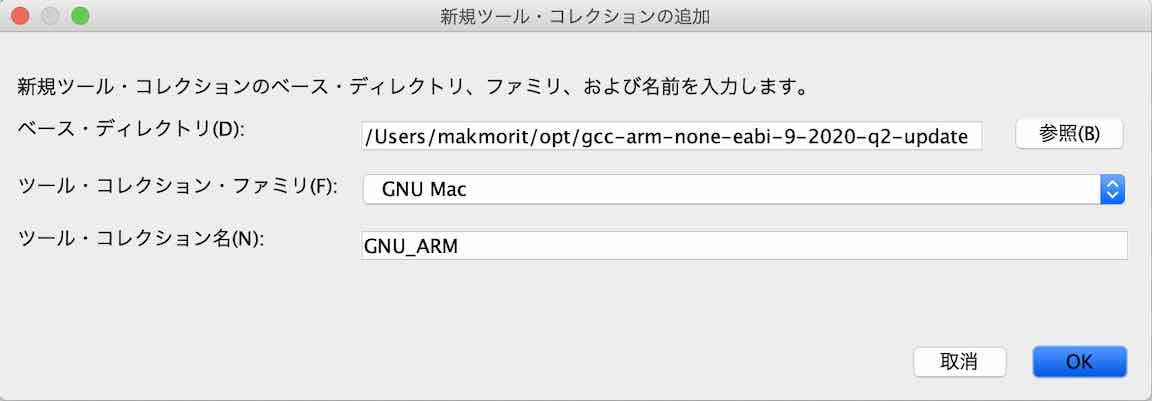 新規ツール・コレクションの追加
新規ツール・コレクションのベース・ディレクトリ、ファミリ、および名前を入力します。
ベース・ディレクトリ(D): /Users/makmorit/opt/gcc-arm-none-eabi-9-2020-q2-update 参照(B)
ツール・コレクション・ファミリ(F): GNU Mac
ツール・コレクション名(N): GNU_ARM
取消 OK